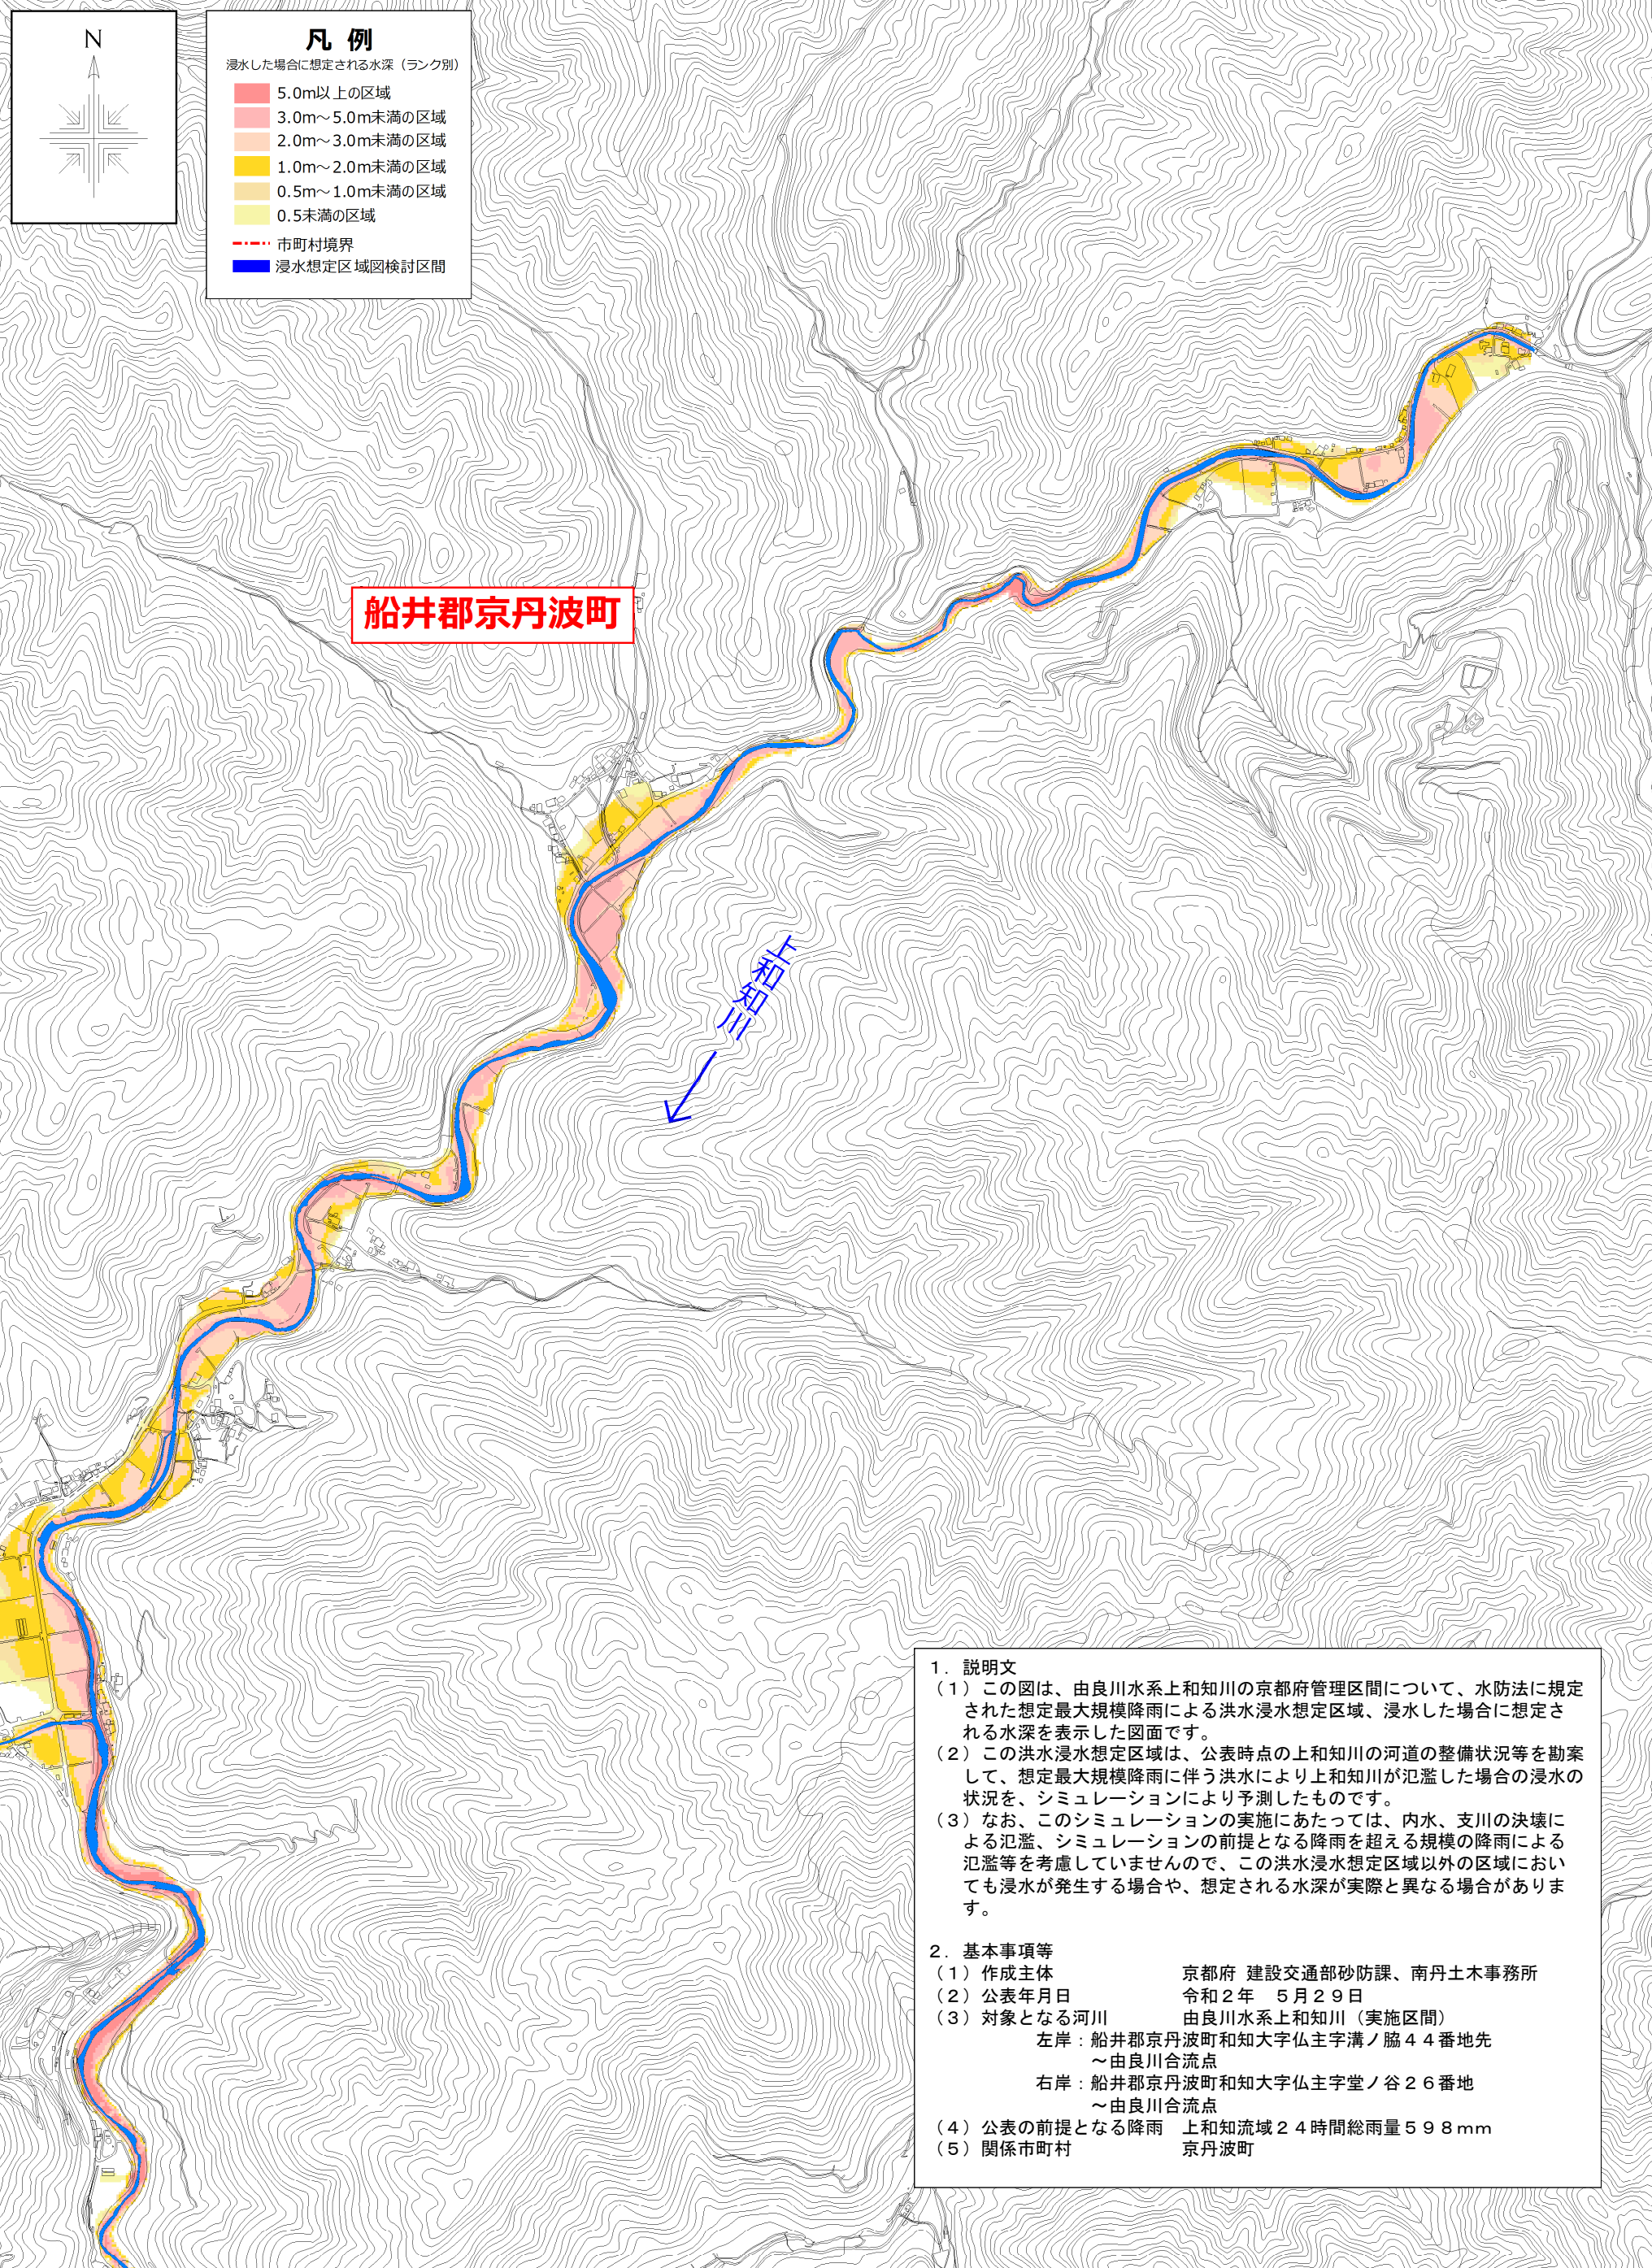 N
凡 例
浸水した場合に想定される水深（ランク別）
5.0m以上の区域
3.0m～5.0m未満の区域
2.0m～3.0m未満の区域
1.0m～2.0m未満の区域
0.5m～1.0m未満の区域
0.5未満の区域
市町村境界
浸水想定区域図検討区間
船井郡京丹波町
上和知川
１．説明文
（１）この図は、由良川水系上和知川の京都府管理区間について、水防法に規定
された想定最大規模降雨による洪水浸水想定区域、浸水した場合に想定さ
れる水深を表示した図面です。
（２）この洪水浸水想定区域は、公表時点の上和知川の河道の整備状況等を勘案
して、想定最大規模降雨に伴う洪水により上和知川が氾濫した場合の浸水の
状況を、シミュレーションにより予測したものです。
（３）なお、このシミュレーションの実施にあたっては、内水、支川の決壊に
よる氾濫、シミュレーションの前提となる降雨を超える規模の降雨による
氾濫等を考慮していませんので、この洪水浸水想定区域以外の区域におい
ても浸水が発生する場合や、想定される水深が実際と異なる場合がありま
す。
２．基本事項等
（１）作成主体　京都府 建設交通部砂防課、南丹土木事務所
（２）公表年月日　令和２年　５月２９日
（３）対象となる河川　由良川水系上和知川（実施区間）
左岸：船井郡京丹波町和知大字仏主字溝ノ脇４４番地先
～由良川合流点
右岸：船井郡京丹波町和知大字仏主字堂ノ谷２６番地
～由良川合流点
（４）公表の前提となる降雨　上和知流域２４時間総雨量５９８mm
（５）関係市町村　京丹波町